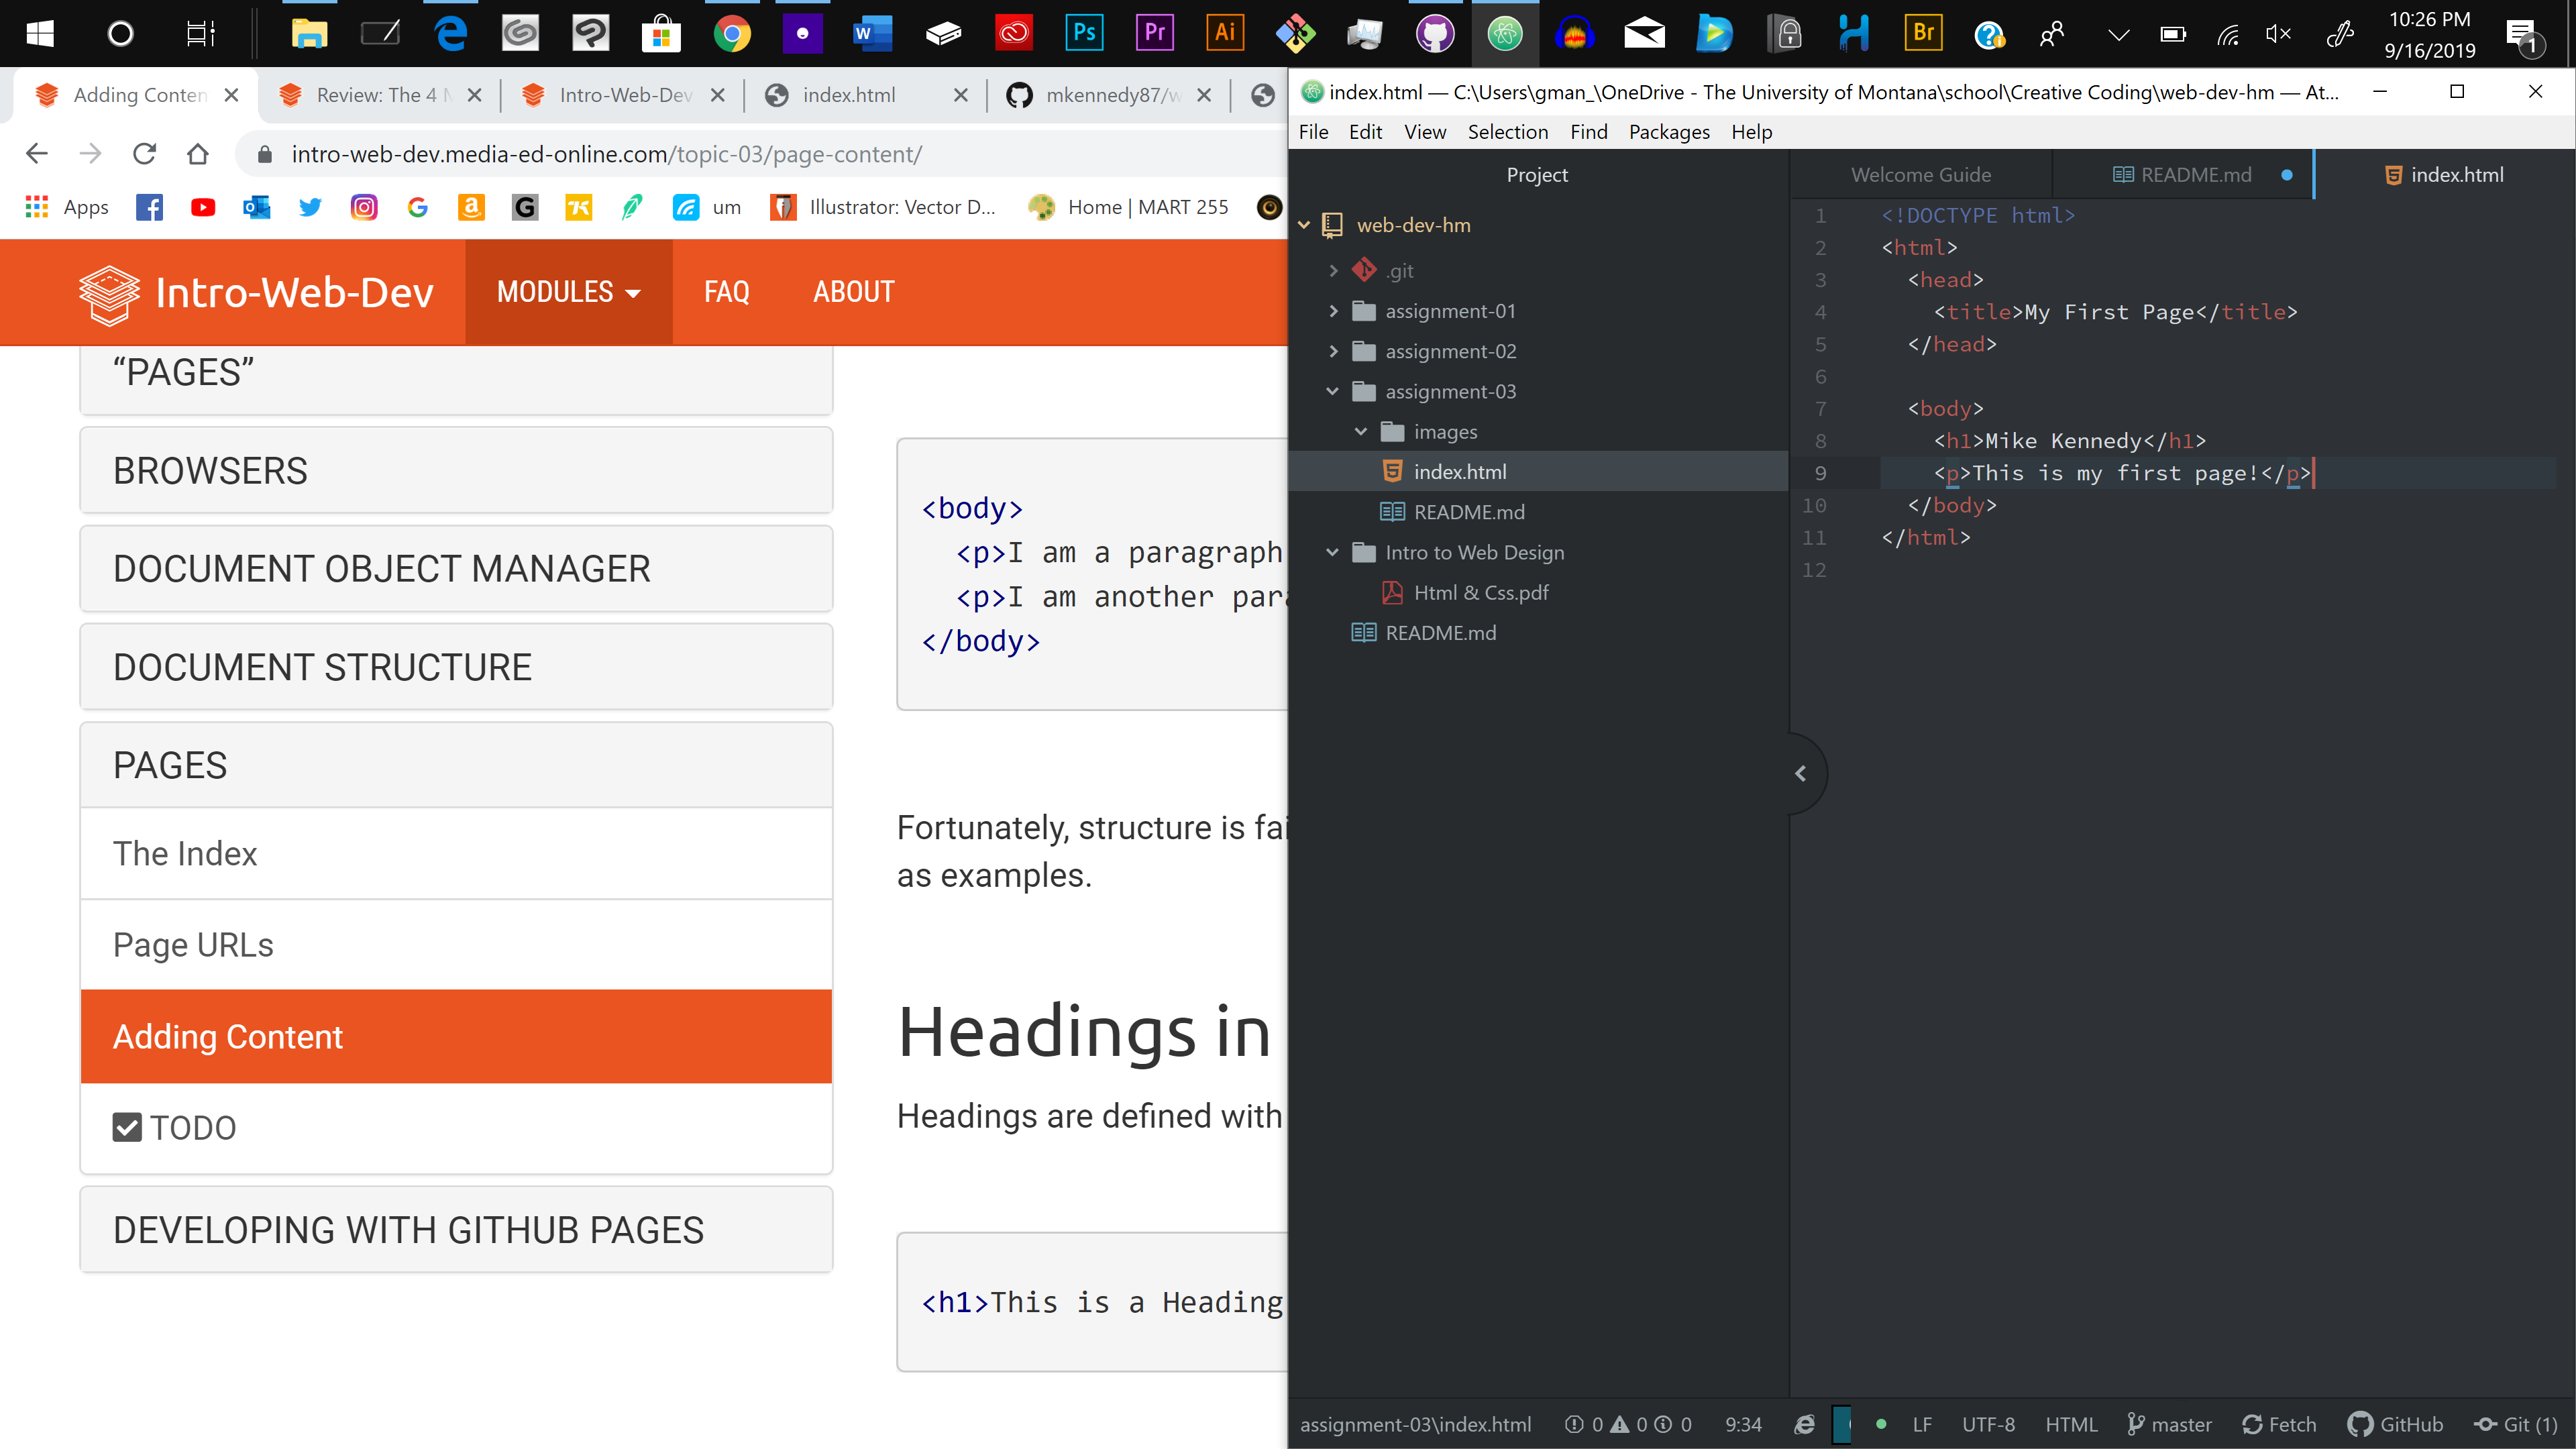 10:26 PM
9/16/2019
1
Adding Conten
Review: The 4 M
Intro-Web-Dev
index.html
mkennedy87/w
intro-web-dev.media-ed-online.com/topic-03/page-content/
Apps
um
Illustrator: Vector D...
Home | MART 255
Intro-Web-Dev
MODULES
FAQ
ABOUT
“PAGES”
BROWSERS
DOCUMENT OBJECT MANAGER
DOCUMENT STRUCTURE
PAGES
The Index
Page URLs
Adding Content
TODO
DEVELOPING WITH GITHUB PAGES
<body>
<p>I am a paragraph
<p>I am another para
</body>
Fortunately, structure is fai
as examples.
Headings in
Headings are defined with
<h1>This is a Heading
index.html — C:\Users\gman_\OneDrive - The University of Montana\school\Creative Coding\web-dev-hm — At...
File Edit View Selection Find Packages Help
Project
web-dev-hm
.git
assignment-01
assignment-02
assignment-03
images
index.html
README.md
Intro to Web Design
Html & Css.pdf
README.md
Welcome Guide
README.md
index.html
1 <!DOCTYPE html>
2 <html>
3 <head>
4 <title>My First Page</title>
5 </head>
6
7 <body>
8 <h1>Mike Kennedy</h1>
9 <p>This is my first page!</p>
10 </body>
11 </html>
12
assignment-03\index.html 0 0 0 9:34 LF UTF-8 HTML master Fetch GitHub Git (1)